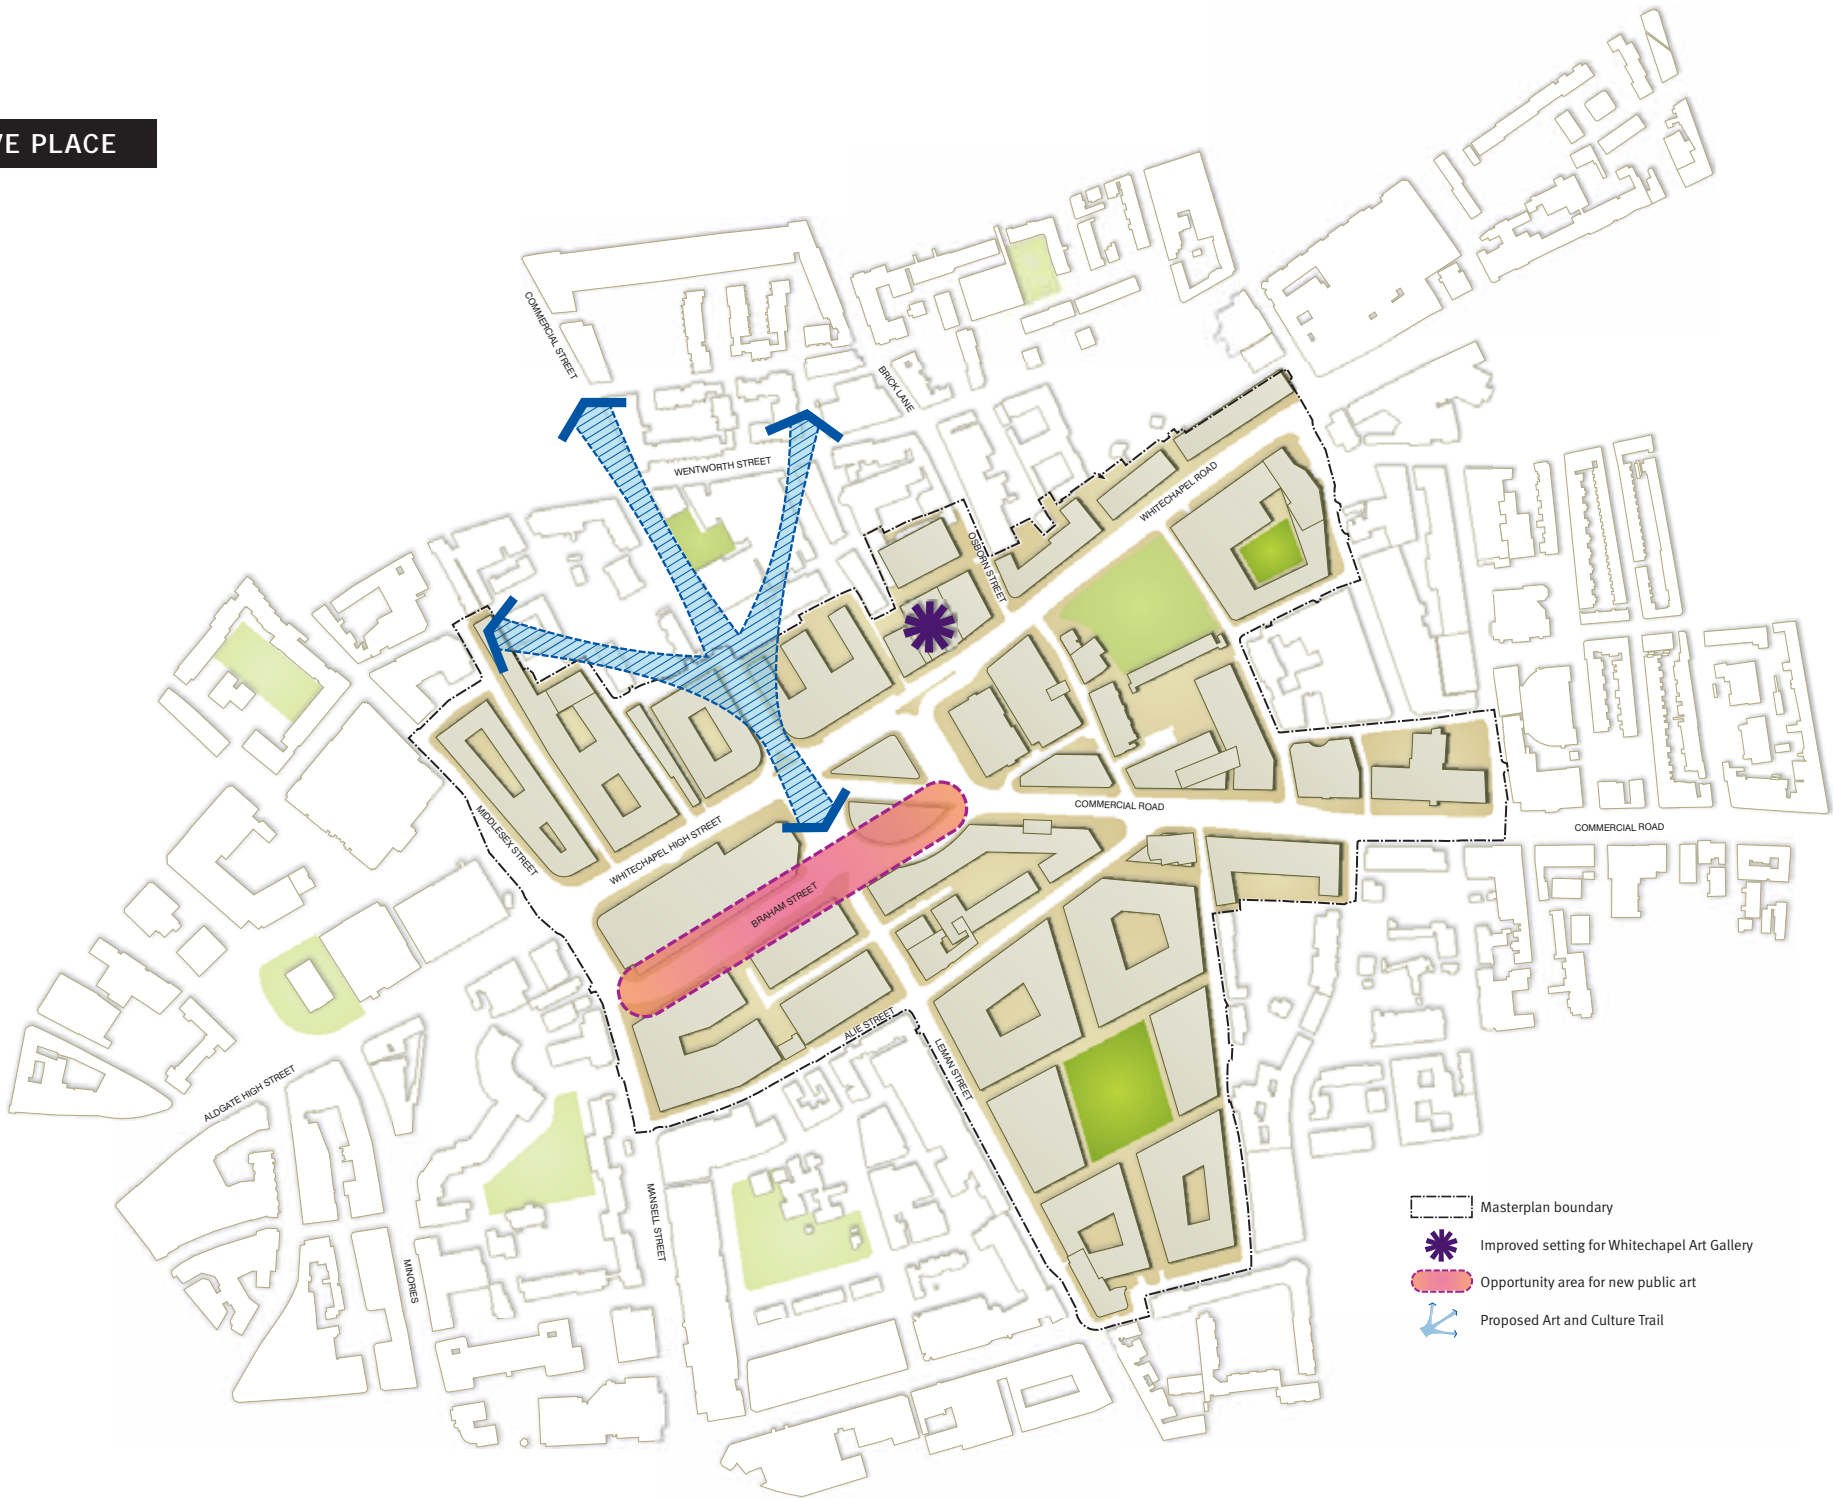 VE PLACE
COMMERCIAL STREET
BRICK LANE
WENTWORTH STREET
WHITECHAPEL ROAD
OSBORN STREET
MIDDLESEX STREET
WHITECHAPEL HIGH STREET
COMMERCIAL ROAD
COMMERCIAL ROAD
BRAHAM STREET
ALIE STREET
LEMAN STREET
ALDGATE HIGH STREET
MANSELL STREET
MINORIES
Masterplan boundary
Improved setting for Whitechapel Art Gallery
Opportunity area for new public art
Proposed Art and Culture Trail